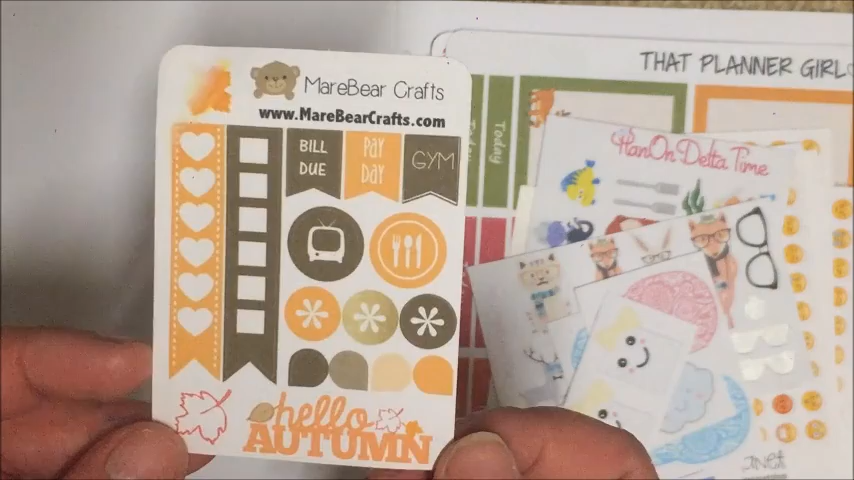 MareBear Crafts
www.MareBearCrafts.com
BILL
DUE
PAY
DAY
GYM
hello
AUTUMN
THAT PLANNER GIRL
Today
Today
HanOn Delta Time